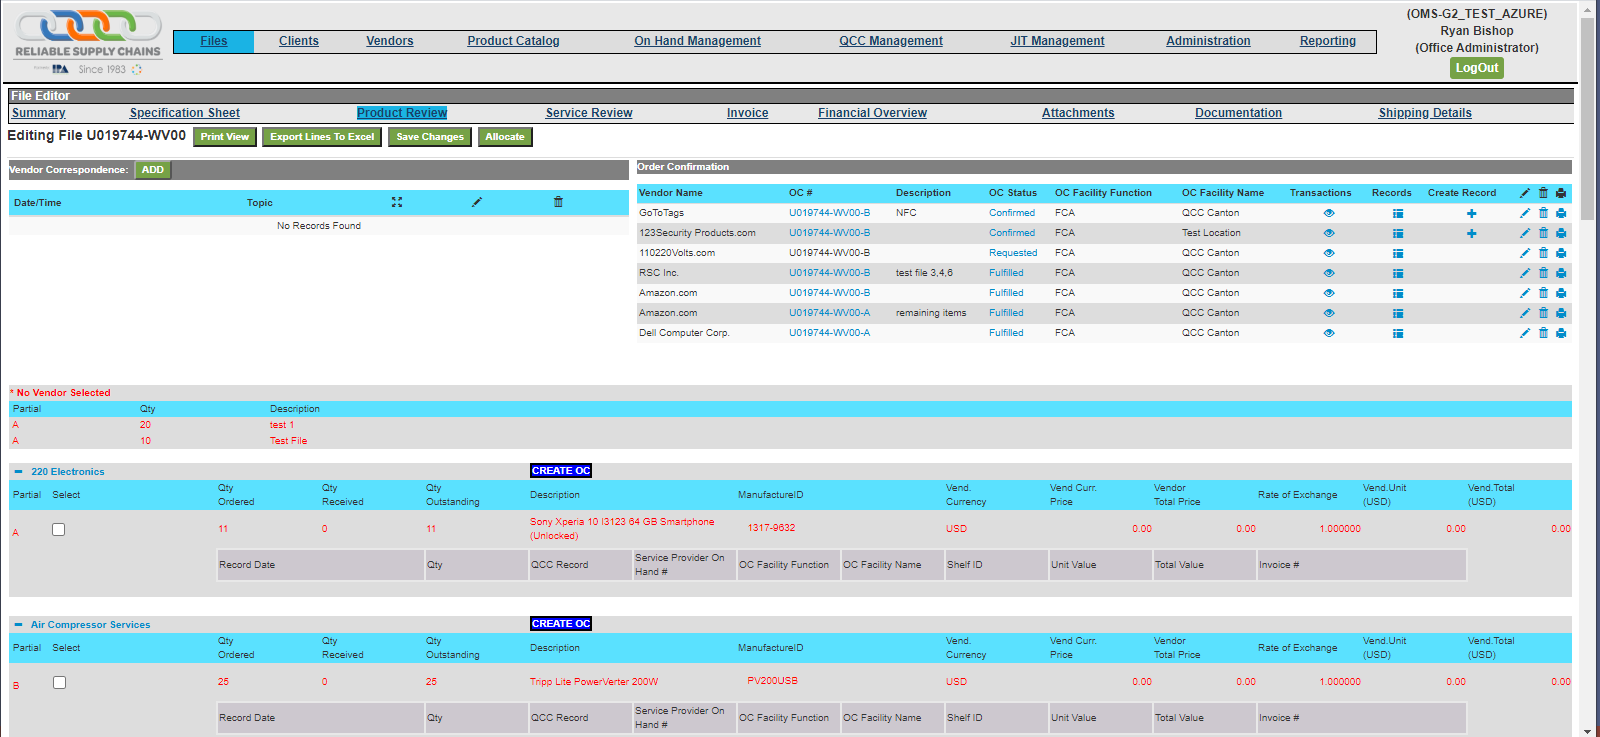 RELIABLE SUPPLY CHAINS
IPA Since 1983
Files Clients Vendors Product Catalog On Hand Management QCC Management JIT Management Administration Reporting
(OMS-G2_TEST_AZURE)
Ryan Bishop
(Office Administrator)
LogOut
File Editor
Summary Specification Sheet Product Review Service Review Invoice Financial Overview Attachments Documentation Shipping Details
Editing File U019744-WV00 Print View Export Lines To Excel Save Changes Allocate
Vendor Correspondence: ADD
Date/Time Topic
No Records Found
Order Confirmation
Vendor Name OC # Description OC Status OC Facility Function OC Facility Name Transactions Records Create Record
GoToTags U019744-WV00-B NFC Confirmed FCA QCC Canton
123Security Products.com U019744-WV00-B Confirmed FCA Test Location
110220Volts.com U019744-WV00-B Requested FCA QCC Canton
RSC Inc. U019744-WV00-B test file 3,4,6 Fulfilled FCA QCC Canton
Amazon.com U019744-WV00-B Fulfilled FCA QCC Canton
Amazon.com U019744-WV00-A remaining items Fulfilled FCA QCC Canton
Dell Computer Corp. U019744-WV00-A Fulfilled FCA QCC Canton
* No Vendor Selected
Partial Qty Description
A 20 test 1
A 10 Test File
220 Electronics CREATE OC
Partial Select Qty Ordered Qty Received Qty Outstanding Description ManufactureID Vend. Currency Vend Curr. Price Vendor Total Price Rate of Exchange Vend.Unit (USD) Vend.Total (USD)
A 11 0 11 Sony Xperia 10 I3123 64 GB Smartphone (Unlocked) 1317-9632 USD 0.00 0.00 1.000000 0.00 0.00
Record Date Qty QCC Record Service Provider On Hand # OC Facility Function OC Facility Name Shelf ID Unit Value Total Value Invoice #
Air Compressor Services CREATE OC
Partial Select Qty Ordered Qty Received Qty Outstanding Description ManufactureID Vend. Currency Vend Curr. Price Vendor Total Price Rate of Exchange Vend.Unit (USD) Vend.Total (USD)
B 25 0 25 Tripp Lite PowerVerter 200W PV200USB USD 0.00 0.00 1.000000 0.00 0.00
Record Date Qty QCC Record Service Provider On Hand # OC Facility Function OC Facility Name Shelf ID Unit Value Total Value Invoice #